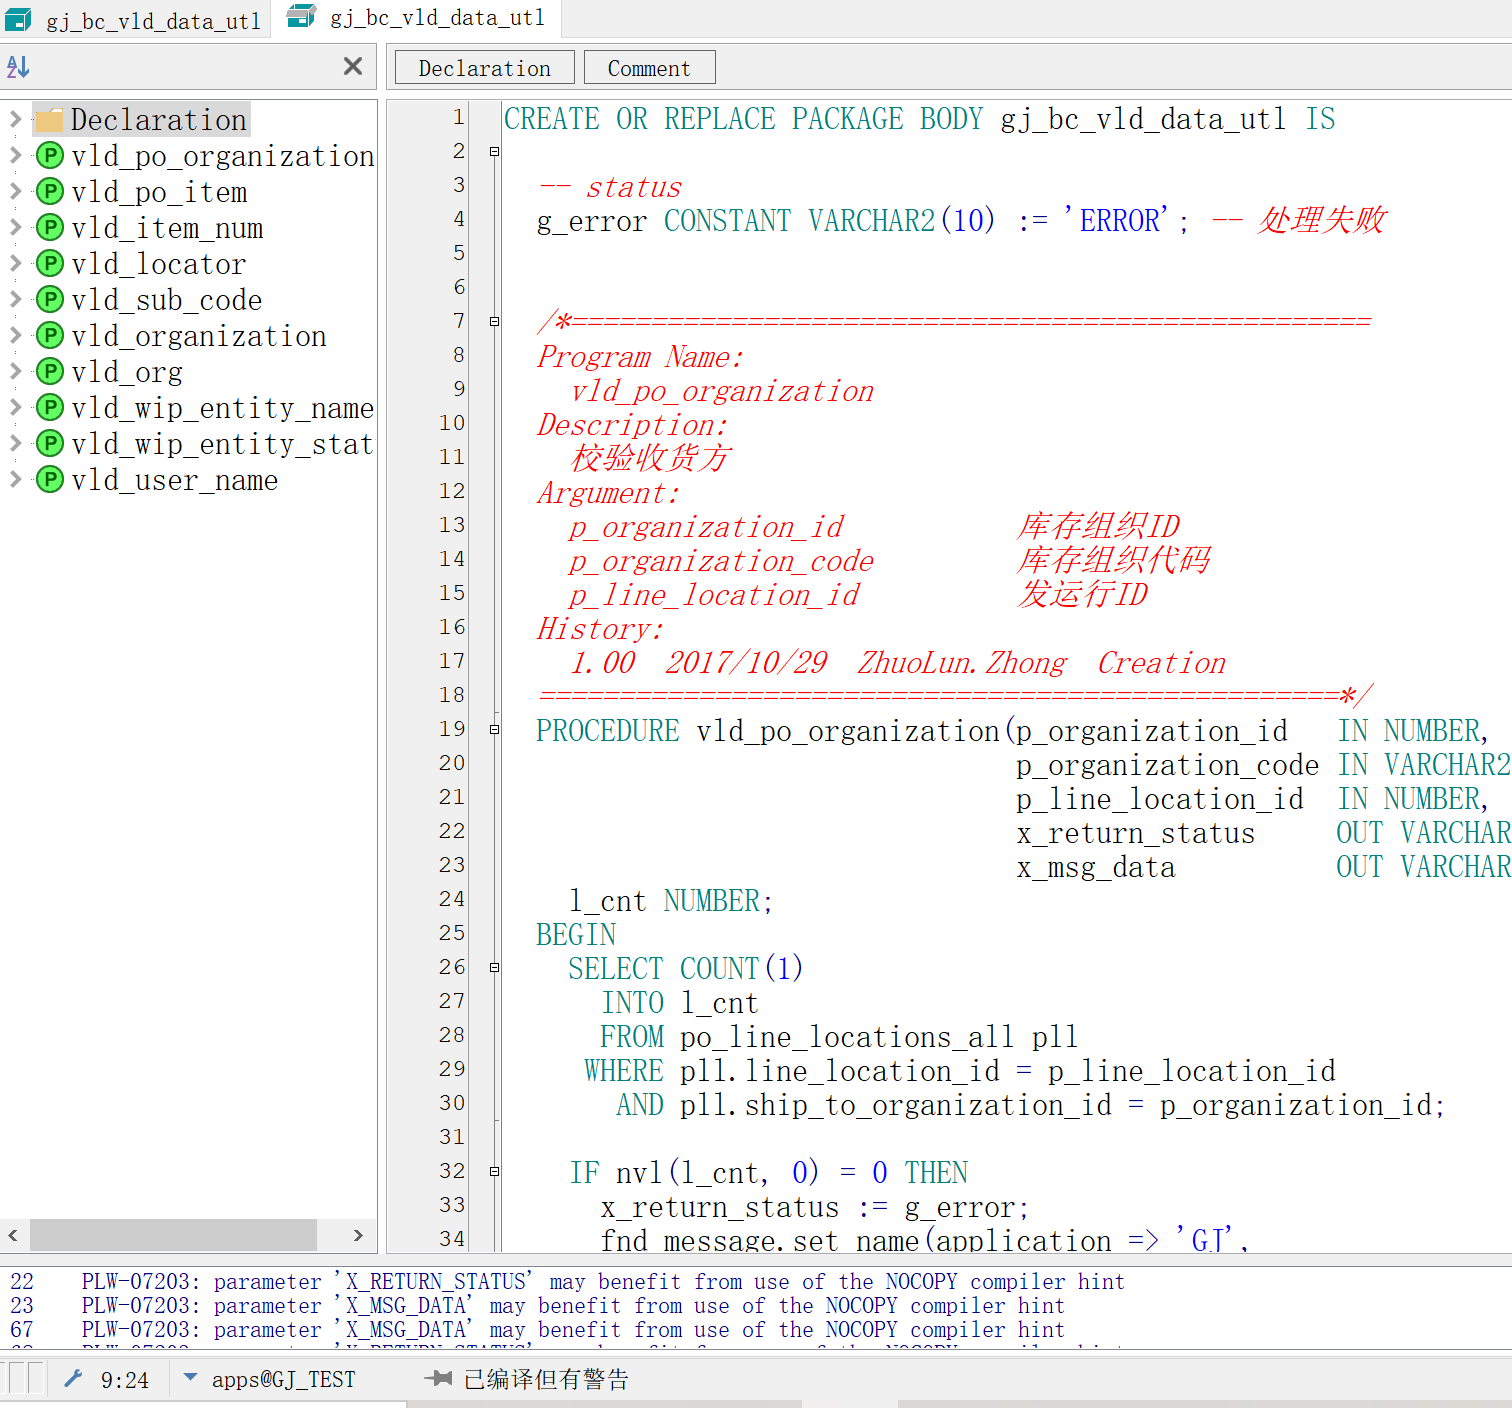 gj_bc_vld_data_utl
gj_bc_vld_data_utl
Declaration
Comment
Declaration
vld_po_organization
vld_po_item
vld_item_num
vld_locator
vld_sub_code
vld_organization
vld_org
vld_wip_entity_name
vld_wip_entity_stat
vld_user_name
1 CREATE OR REPLACE PACKAGE BODY gj_bc_vld_data_utl IS
2
3 -- status
4 g_error CONSTANT VARCHAR2(10) := 'ERROR'; -- 处理失败
5
6
7 /*==================================================
8 Program Name:
9 vld_po_organization
10 Description:
11 校验收货方
12 Argument:
13 p_organization_id 库存组织ID
14 p_organization_code 库存组织代码
15 p_line_location_id 发运行ID
16 History:
17 1.00 2017/10/29 ZhuoLun.Zhong Creation
18 ==================================================*/
19 PROCEDURE vld_po_organization(p_organization_id IN NUMBER,
20 p_organization_code IN VARCHAR2
21 p_line_location_id IN NUMBER,
22 x_return_status OUT VARCHAR
23 x_msg_data OUT VARCHAR
24 l_cnt NUMBER;
25 BEGIN
26 SELECT COUNT(1)
27 INTO l_cnt
28 FROM po_line_locations_all pll
29 WHERE pll.line_location_id = p_line_location_id
30 AND pll.ship_to_organization_id = p_organization_id;
31
32 IF nvl(l_cnt, 0) = 0 THEN
33 x_return_status := g_error;
34 fnd_message.set_name(application => 'GJ',
22 PLW-07203: parameter 'X_RETURN_STATUS' may benefit from use of the NOCOPY compiler hint
23 PLW-07203: parameter 'X_MSG_DATA' may benefit from use of the NOCOPY compiler hint
67 PLW-07203: parameter 'X_MSG_DATA' may benefit from use of the NOCOPY compiler hint
9:24
apps@GJ_TEST
已编译但有警告